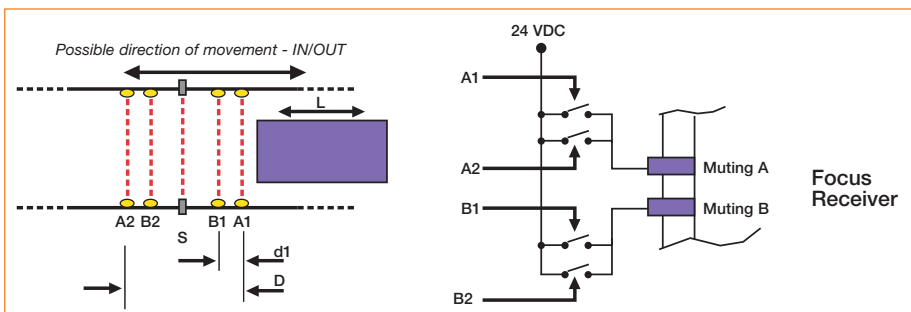 Possible direction of movement - IN/OUT
L
A2 B2 B1 A1
S
d1
D
24 VDC
A1
A2
Muting A
B1
Muting B
B2
Focus
Receiver